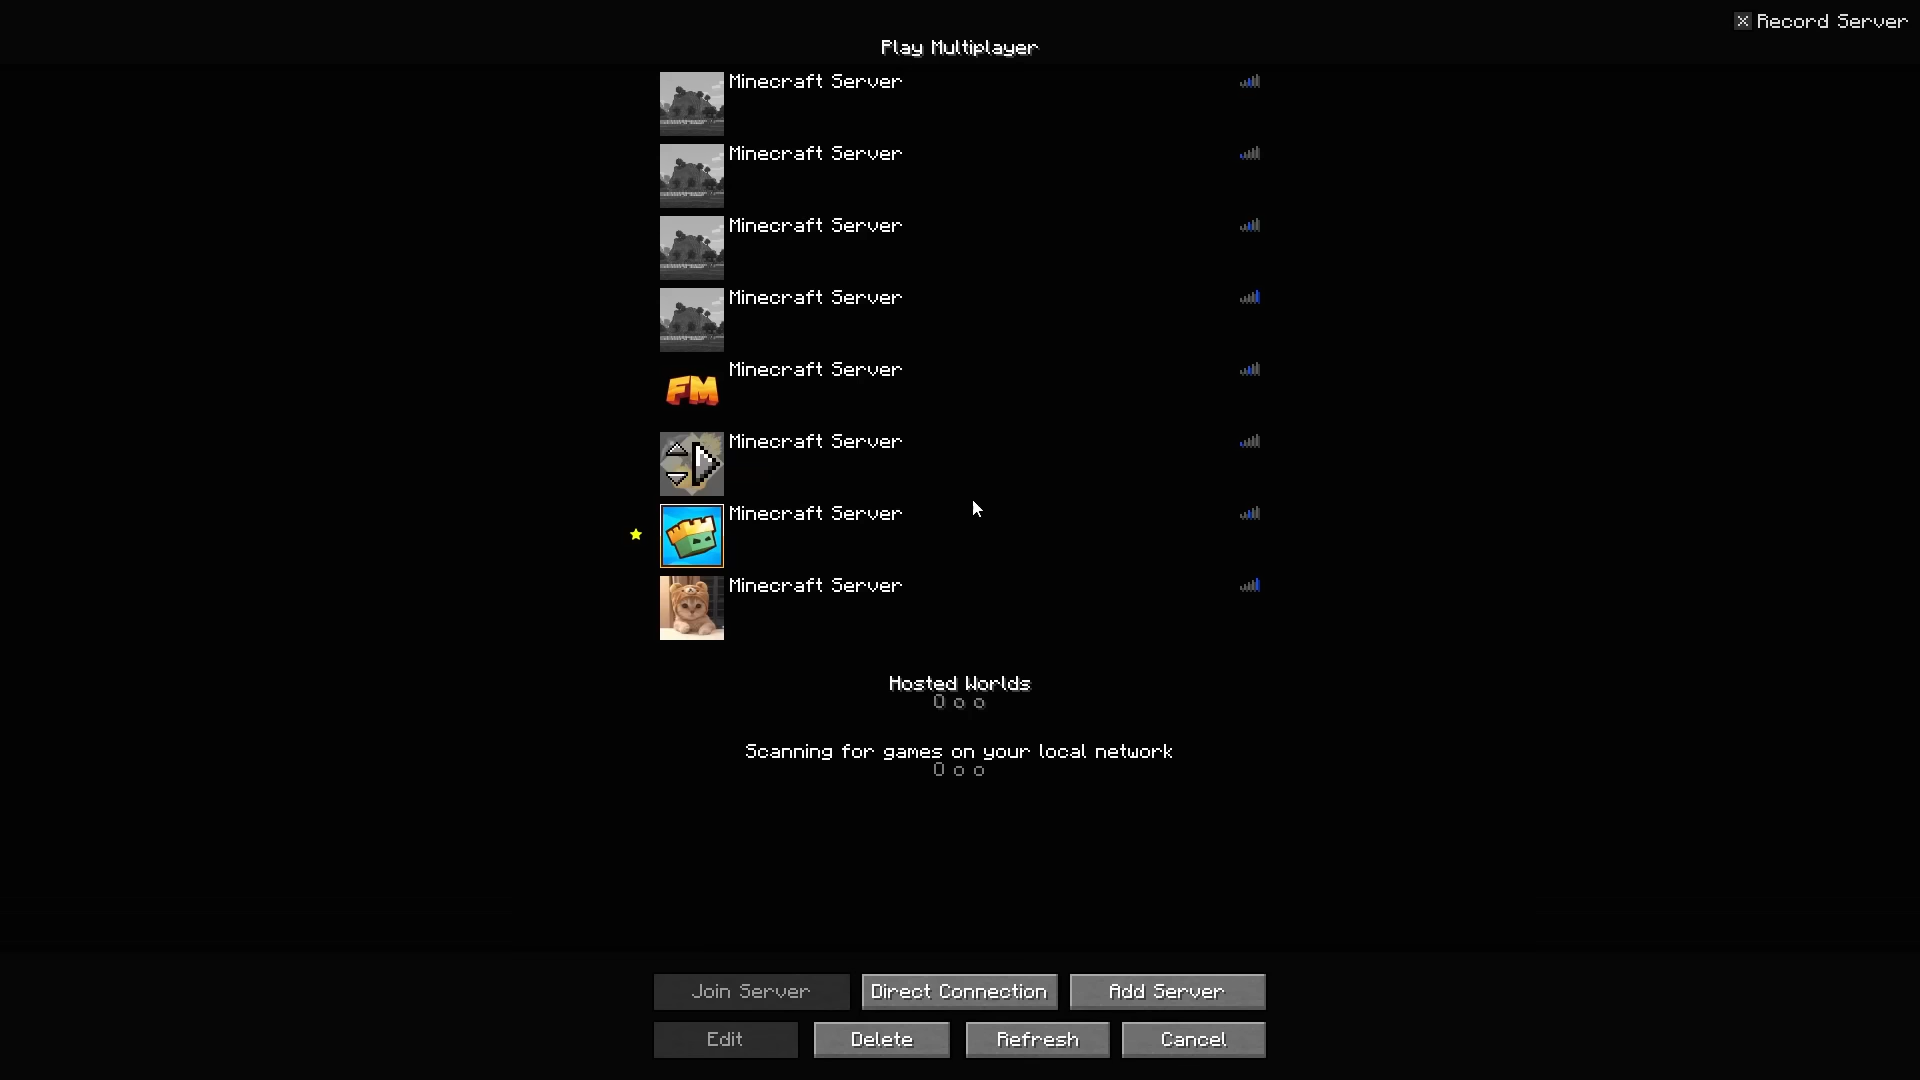 Record Server
Play Multiplayer
Minecraft Server
Minecraft Server
Minecraft Server
Minecraft Server
FM
Minecraft Server
Minecraft Server
Minecraft Server
Minecraft Server
Hosted Worlds
O o o
Scanning for games on your local network
O o o
Join Server
Direct Connection
Add Server
Edit
Delete
Refresh
Cancel